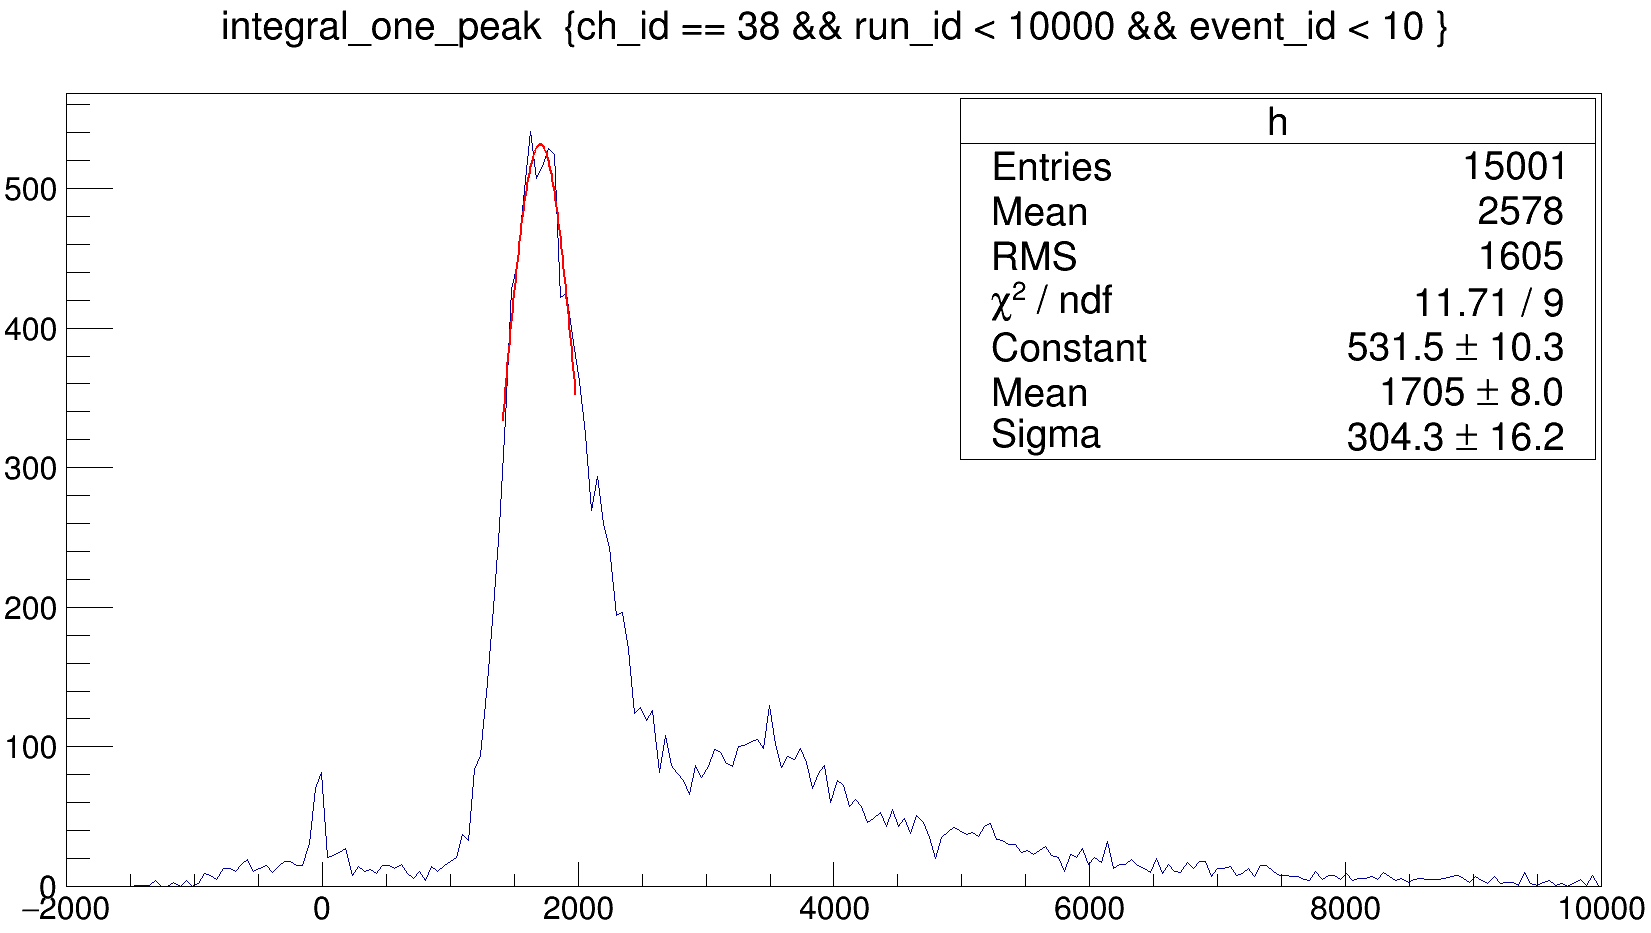 integral_one_peak {ch_id == 38 && run_id < 10000 && event_id < 10 }
h
Entries 15001
Mean 2578
RMS 1605
χ² / ndf 11.71 / 9
Constant 531.5 ± 10.3
Mean 1705 ± 8.0
Sigma 304.3 ± 16.2
500
400
300
200
100
0
−2000 0 2000 4000 6000 8000 10000